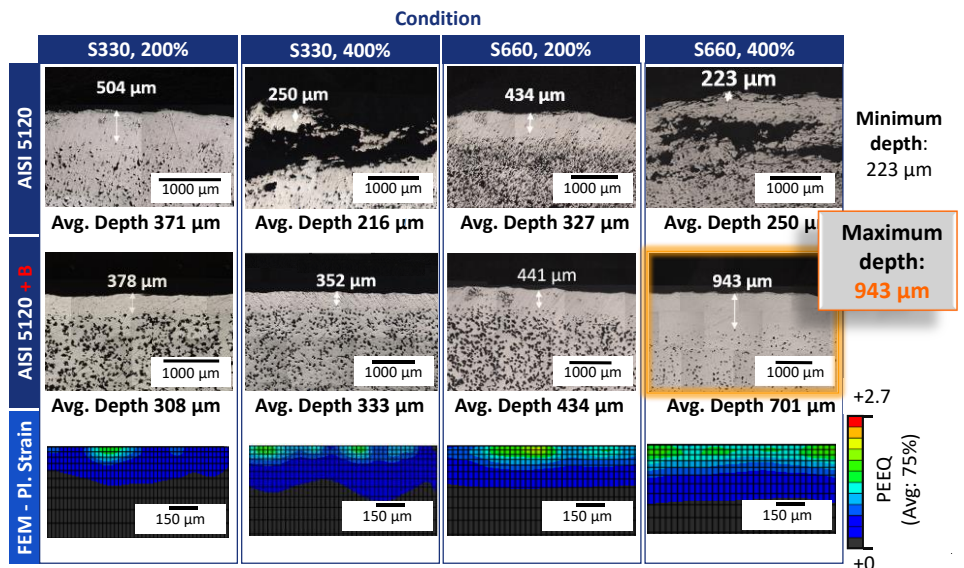 Condition
S330, 200%
S330, 400%
S660, 200%
S660, 400%
AISI 5120
504 µm
250 µm
434 µm
223 µm
1000 µm
1000 µm
1000 µm
1000 µm
Avg. Depth 371 µm
Avg. Depth 216 µm
Avg. Depth 327 µm
Avg. Depth 250 µm
Minimum
depth:
223 µm
Maximum
depth:
943 µm
AISI 5120 +B
378 µm
352 µm
441 µm
943 µm
1000 µm
1000 µm
1000 µm
1000 µm
Avg. Depth 308 µm
Avg. Depth 333 µm
Avg. Depth 434 µm
Avg. Depth 701 µm
FEM - Pl. Strain
150 µm
150 µm
150 µm
150 µm
+2.7
PEEQ
(Avg: 75%)
+0